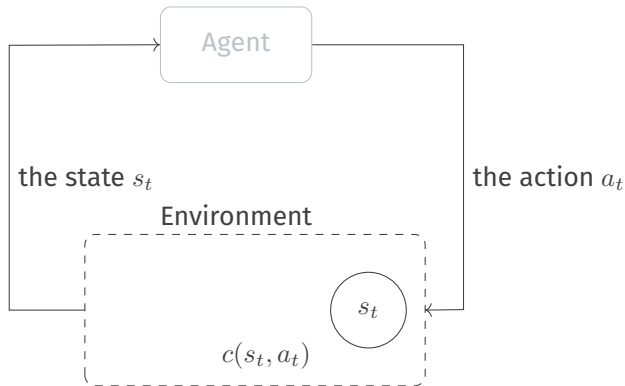 Agent
the state $s_t$
the action $a_t$
Environment
$s_t$
$c(s_t, a_t)$